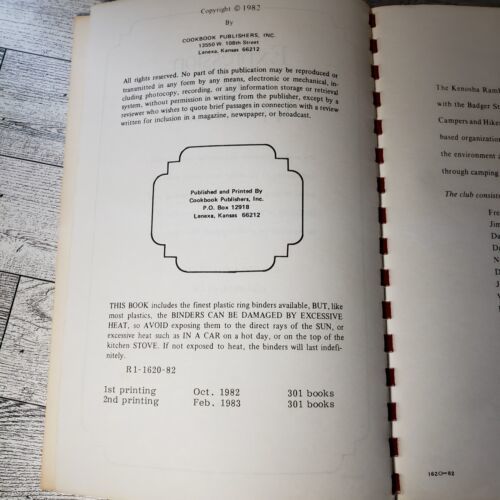 Copyright © 1982
By
COOKBOOK PUBLISHERS, INC.
13550 W. 108th Street
Lenexa, Kansas 66212
All rights reserved. No part of this publication may be reproduced or
transmitted in any form by any means, electronic or mechanical, in-
cluding photocopy, recording, or any information storage or retrieval
system, without permission in writing from the publisher, except by a
reviewer who wishes to quote brief passages in connection with a review
written for inclusion in a magazine, newspaper, or broadcast.
Published and Printed By
Cookbook Publishers, Inc.
P.O. Box 12918
Lenexa, Kansas 66212
THIS BOOK includes the finest plastic ring binders available, BUT, like
most plastics, the BINDERS CAN BE DAMAGED BY EXCESSIVE
HEAT, so AVOID exposing them to the direct rays of the SUN, or
excessive heat such as IN A CAR on a hot day, or on the top of the
kitchen STOVE. If not exposed to heat, the binders will last indefi-
nitely.
R1-1620-82
1st printing Oct. 1982 301 books
2nd printing Feb. 1983 301 books
The Kenosha
with the Badger
Campers and
based organization
the environment
through camping
The club
1620-82